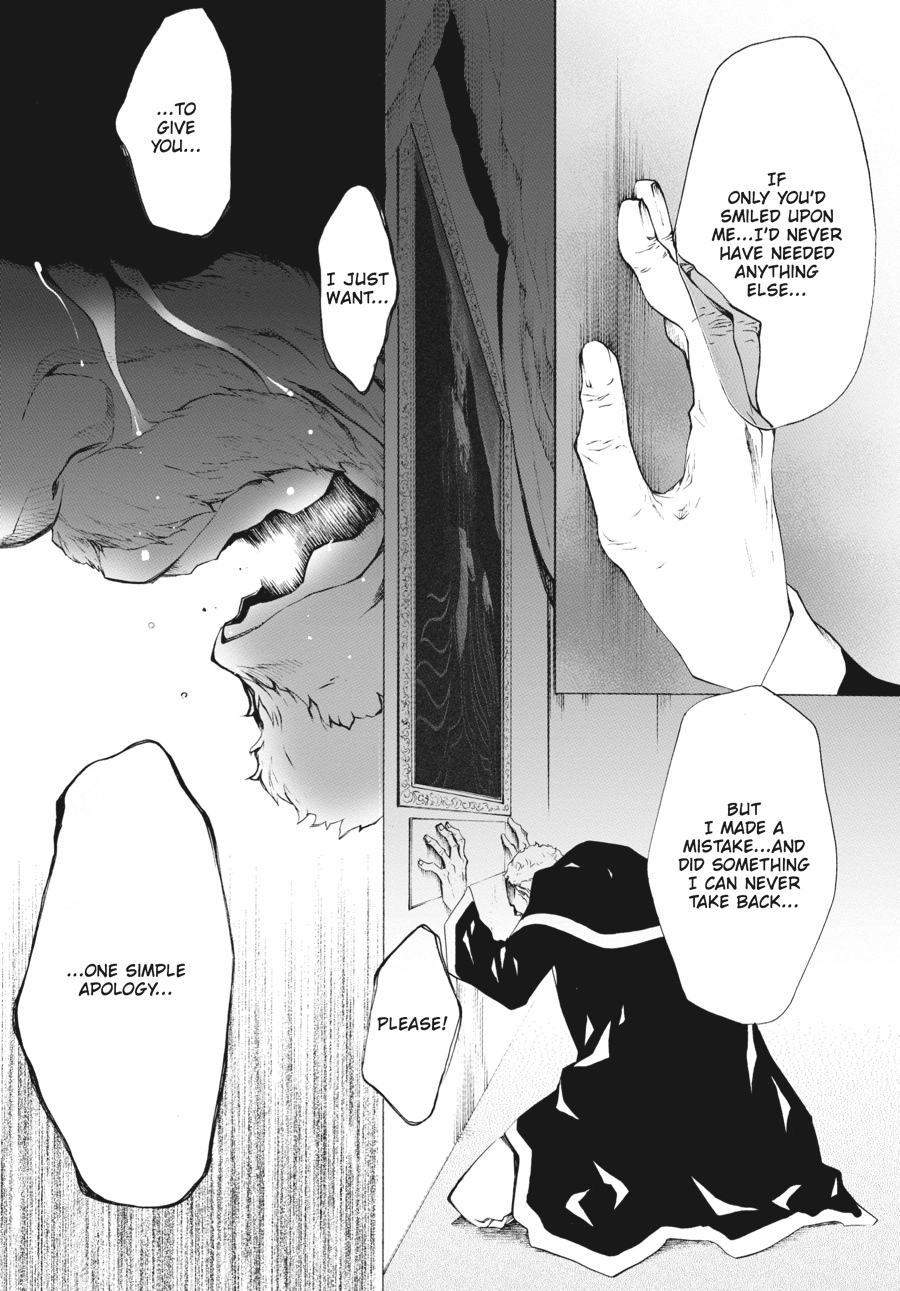 IF
ONLY YOU'D
SMILED UPON
ME...I'D NEVER
HAVE NEEDED
ANYTHING
ELSE...
BUT
I MADE A
MISTAKE...AND
DID SOMETHING
I CAN NEVER
TAKE BACK...
PLEASE!
I JUST
WANT...
...TO
GIVE
YOU...
...ONE SIMPLE
APOLOGY...